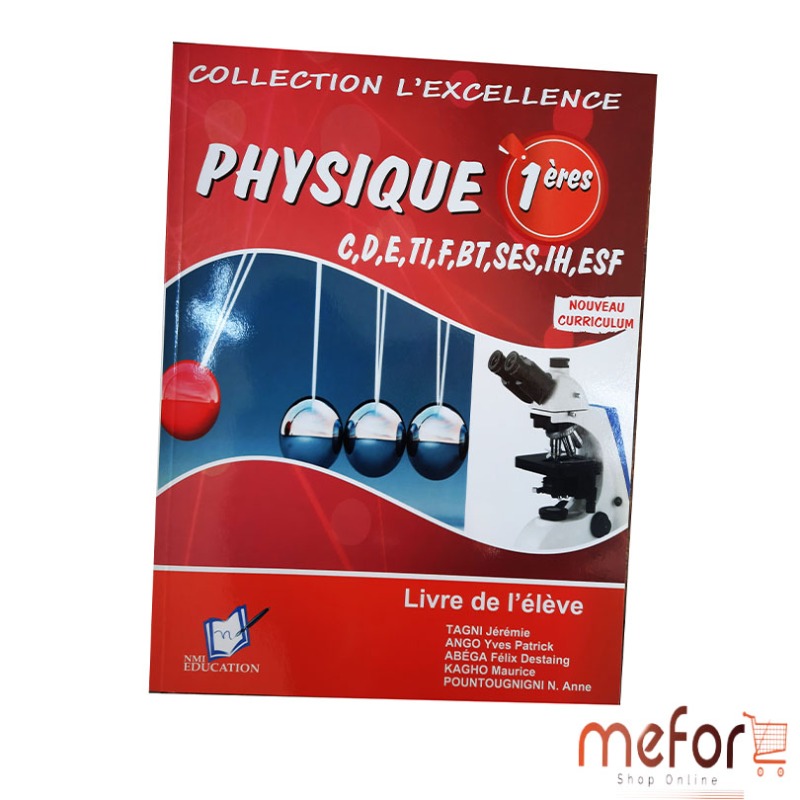 COLLECTION L'EXCELLENCE
PHYSIQUE 1ères
C,D,E,TI,F,BT,SES,IH,ESF
NOUVEAU
CURRICULUM
Livre de l'élève
TAGNI Jérémie
ANGO Yves Patrick
ABÉGA Félix Destaing
KAGHO Maurice
POUNTOUGNIGNI N. Anne
NMI
EDUCATION
mefor
Shop Online